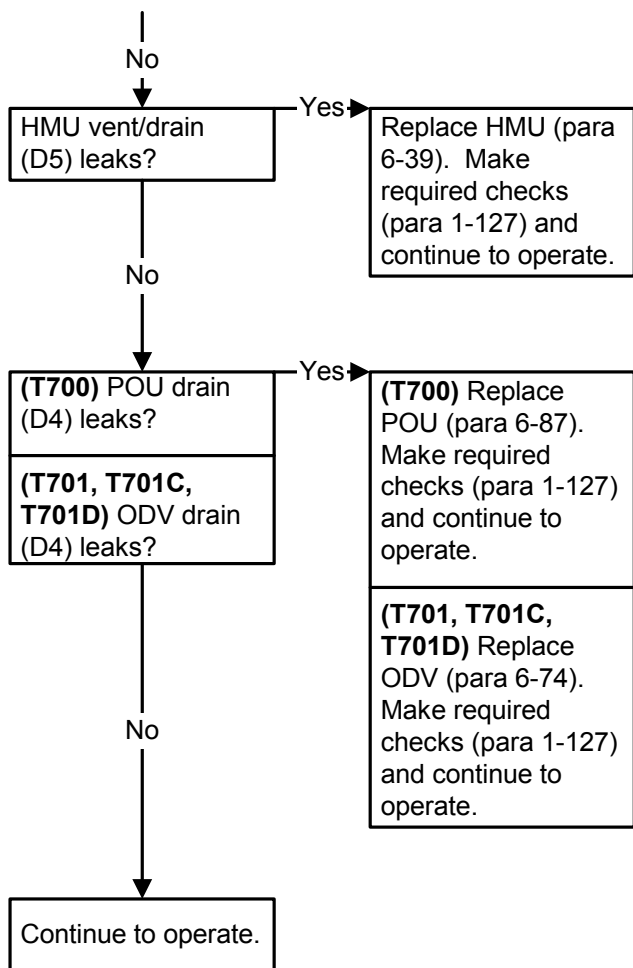 No
HMU vent/drain
(D5) leaks?
Yes
Replace HMU (para
6-39).  Make
required checks
(para 1-127) and
continue to operate.
No
(T700) POU drain
(D4) leaks?
(T701, T701C,
T701D) ODV drain
(D4) leaks?
Yes
(T700) Replace
POU (para 6-87).
Make required
checks (para 1-127)
and continue to
operate.
(T701, T701C,
T701D) Replace
ODV (para 6-74).
Make required
checks (para 1-127)
and continue to
operate.
No
Continue to operate.